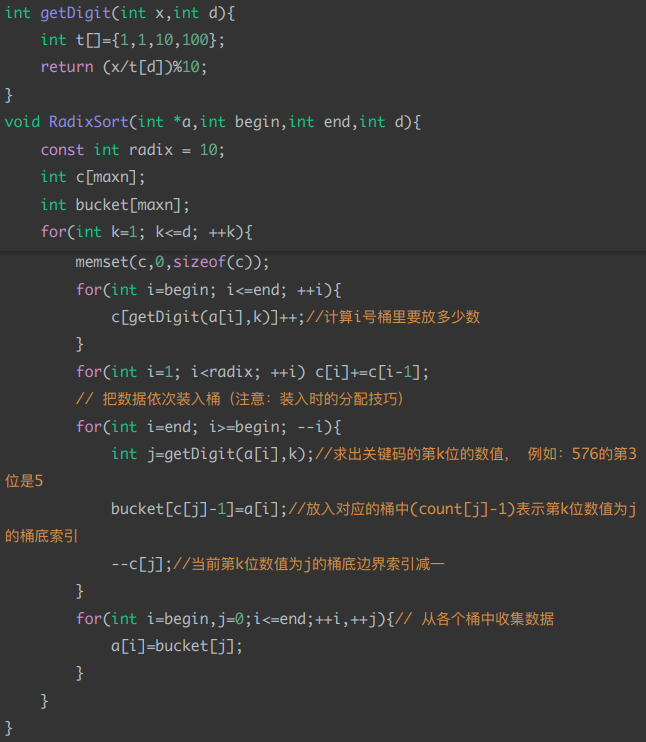 int getDigit(int x,int d){
    int t[]={1,1,10,100};
    return (x/t[d])%10;
}
void RadixSort(int *a,int begin,int end,int d){
    const int radix = 10;
    int c[maxn];
    int bucket[maxn];
    for(int k=1; k<=d; ++k){
        memset(c,0,sizeof(c));
        for(int i=begin; i<=end; ++i){
            c[getDigit(a[i],k)]++;//计算i号桶里要放多少数
        }
        for(int i=1; i<radix; ++i) c[i]+=c[i-1];
        // 把数据依次装入桶（注意：装入时的分配技巧）
        for(int i=end; i>=begin; --i){
            int j=getDigit(a[i],k);//求出关键码的第k位的数值， 例如：576的第3
位是5
            bucket[c[j]-1]=a[i];//放入对应的桶中(count[j]-1)表示第k位数值为j
的桶底索引
            --c[j];//当前第k位数值为j的桶底边界索引减一
        }
        for(int i=begin,j=0;i<=end;++i,++j){// 从各个桶中收集数据
            a[i]=bucket[j];
        }
    }
}